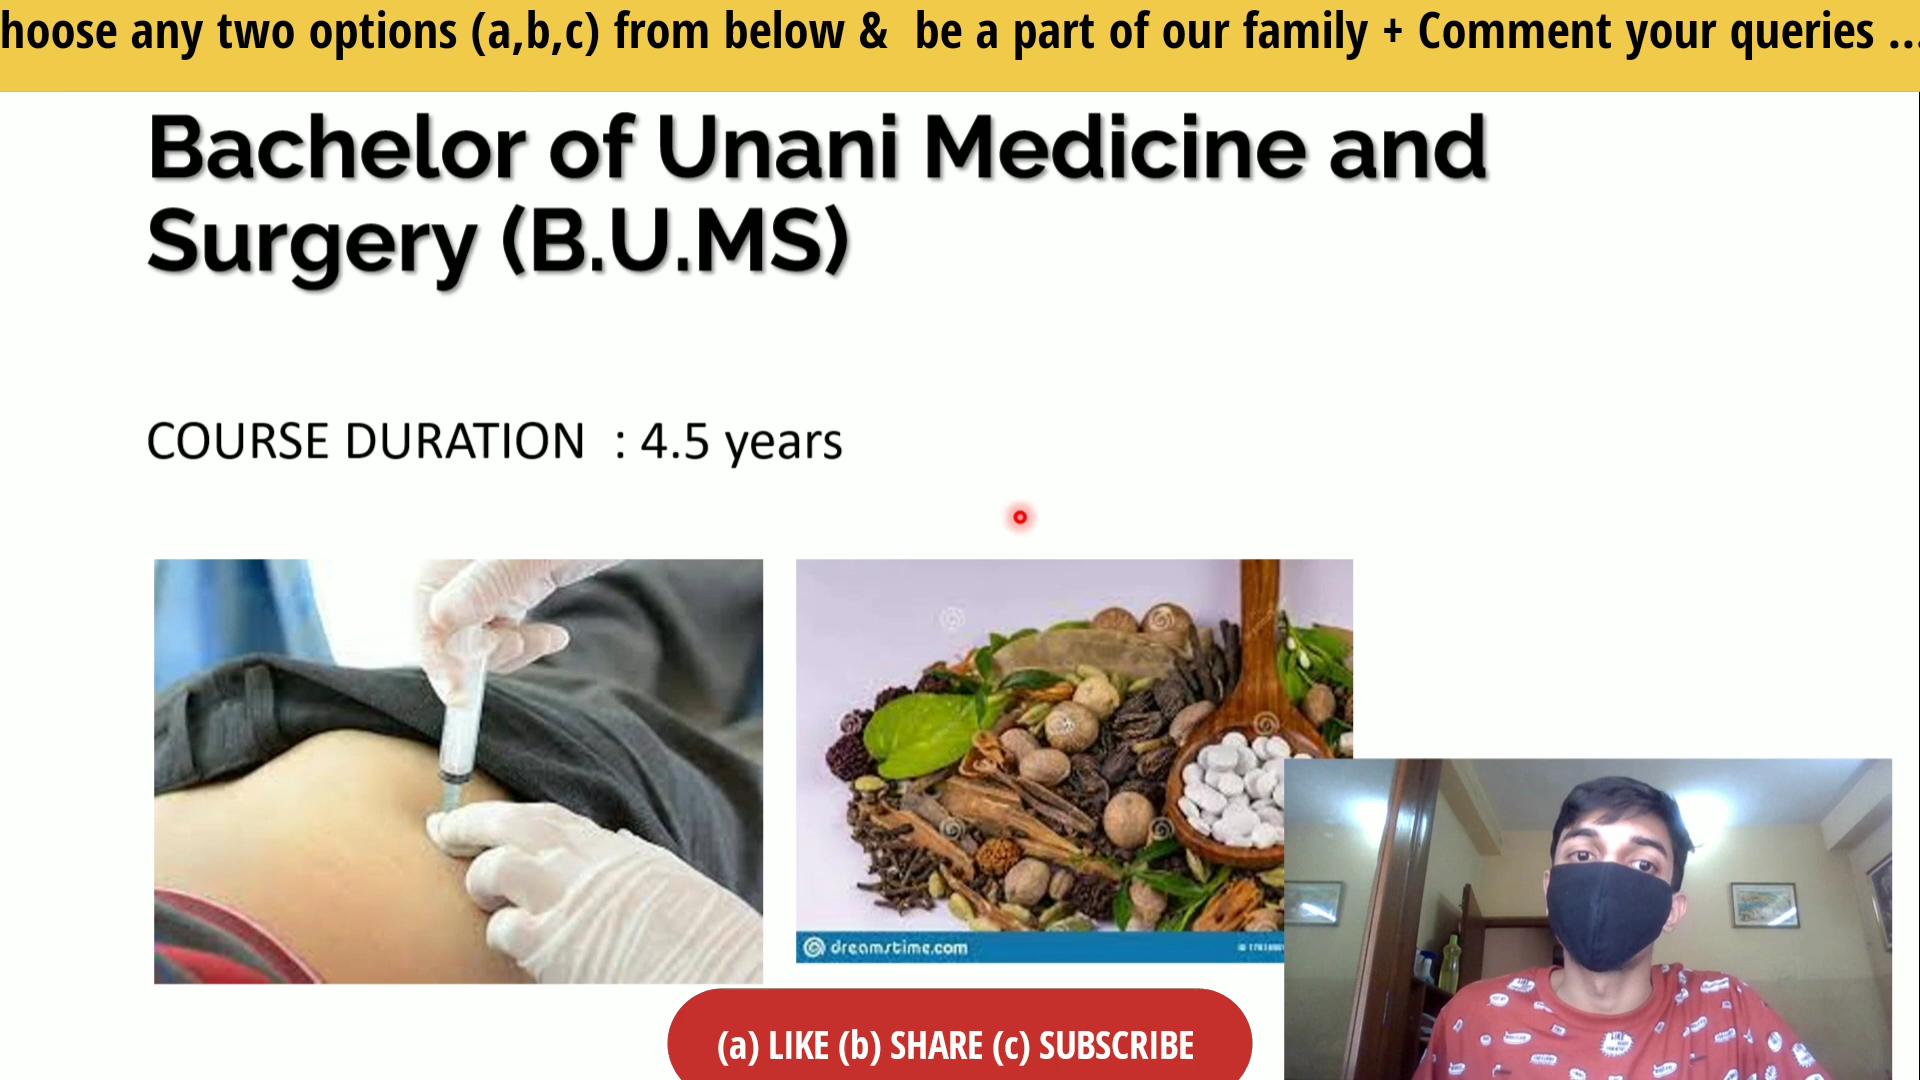 hoose any two options (a,b,c) from below & be a part of our family + Comment your queries ...
Bachelor of Unani Medicine and
Surgery (B.U.MS)
COURSE DURATION : 4.5 years
dreamstime.com
(a) LIKE (b) SHARE (c) SUBSCRIBE